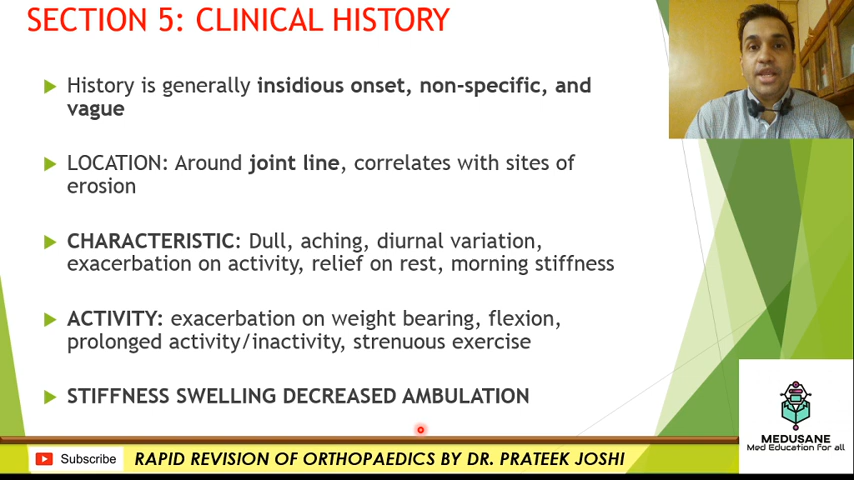 SECTION 5: CLINICAL HISTORY
History is generally insidious onset, non-specific, and
vague
LOCATION: Around joint line, correlates with sites of
erosion
CHARACTERISTIC: Dull, aching, diurnal variation,
exacerbation on activity, relief on rest, morning stiffness
ACTIVITY: exacerbation on weight bearing, flexion,
prolonged activity/inactivity, strenuous exercise
STIFFNESS SWELLING DECREASED AMBULATION
MEDUSANE
Med Education for all
Subscribe
RAPID REVISION OF ORTHOPAEDICS BY DR. PRATEEK JOSHI